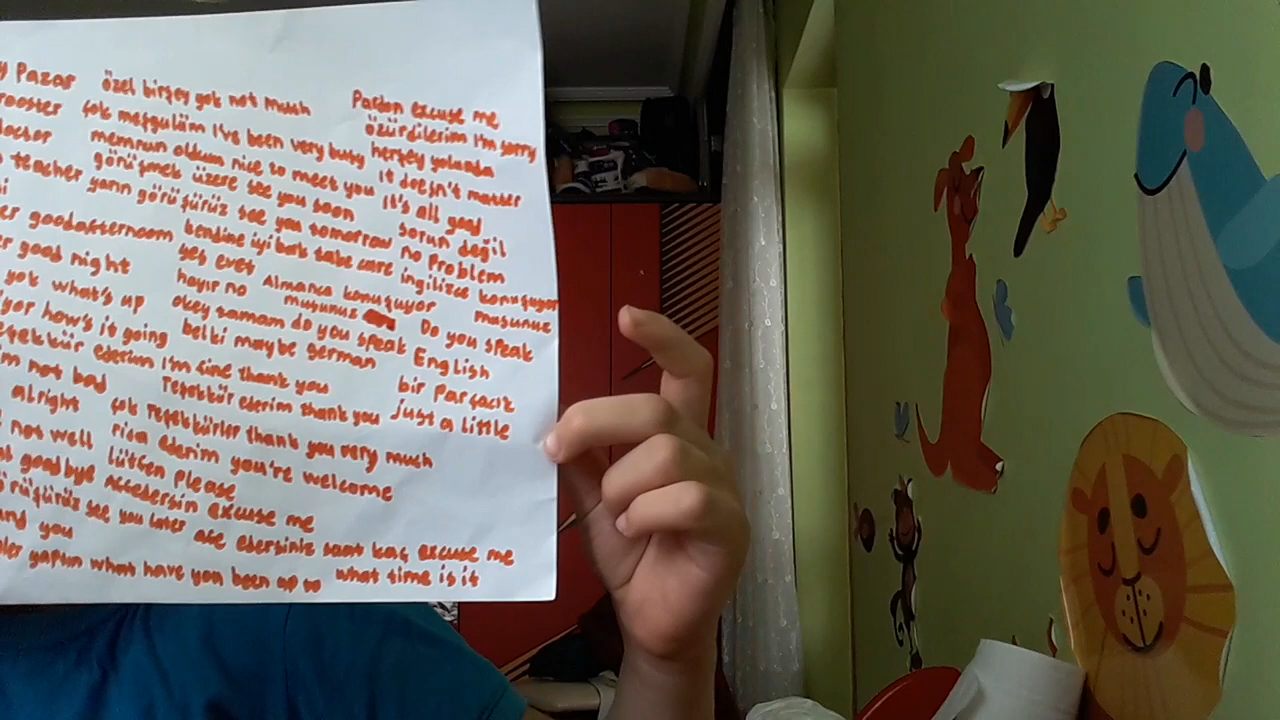 Pazar özel birşey yok not much Pardon excuse me
rooster çok meşgulüm I've been very busy özürdilerim I'm sorry
doctor memnun oldum nice to meet you herşey yolunda
teacher görüşmek üzere see you soon it doesn't matter
yarın görüşürüz see you tomorrow It's all good
goodafternoom kendine iyi bak take care sorun değil
good night yes evet no problem
yok what's up hayır no Almanca konuşuyor ingilizce konuşuyor
how's it going okey tamam musunuz musunuz
ederim I'm fine thank you belki maybe do you speak german Do you speak English
not bad Teşekkür ederim thank you bir Parçacık
alright çok Teşekkürler thank you very much just a little
not well rica ederim you're welcome
goodbye lütfen Please
see you later Affedersin excuse me
and you afe edersiniz saat kaç excuse me
yaptın what have you been up to what time is it